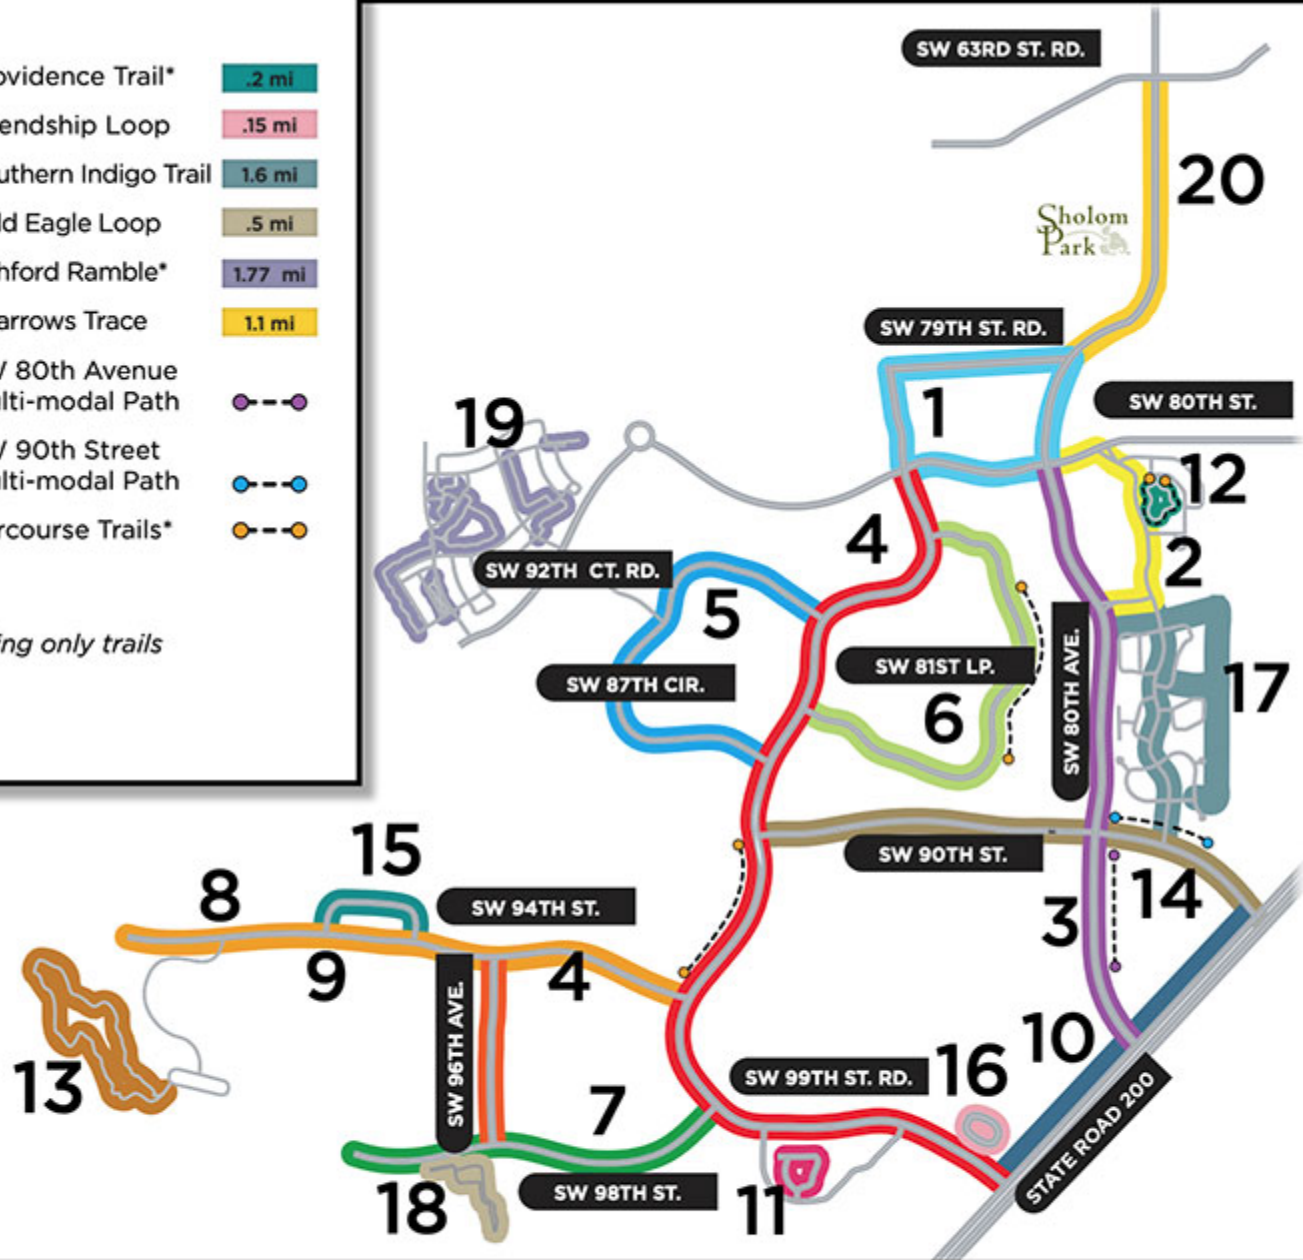 ovidence Trail* .2 mi
endship Loop .15 mi
uthern Indigo Trail 1.6 mi
ld Eagle Loop .5 mi
hford Ramble* 1.77 mi
arrows Trace 1.1 mi
80th Avenue
ulti-modal Path
90th Street
ulti-modal Path
rcourse Trails*
ing only trails
SW 63RD ST. RD.
20
Sholom
Park
SW 79TH ST. RD.
1
SW 80TH ST.
19
12
4
2
SW 92TH CT. RD.
5
SW 81ST LP.
SW 87TH CIR.
6
SW 80TH AVE.
17
15
SW 90TH ST.
8
SW 94TH ST.
14
3
9
4
SW 96TH AVE.
10
13
16
SW 99TH ST. RD.
7
STATE ROAD 200
18
SW 98TH ST.
11